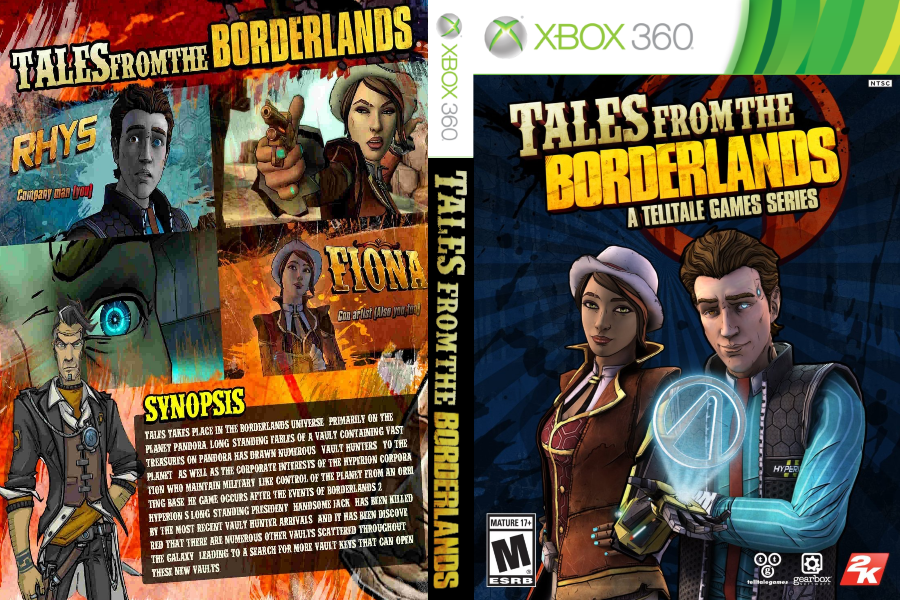 TALES FROM THE BORDERLANDS
RHYS
Company man (you)
FIONA
Con artist (Also you too)
SYNOPSIS
TALES TAKES PLACE IN THE BORDERLANDS UNIVERSE PRIMARILY ON THE
PLANET PANDORA. LONG STANDING FABLES OF A VAULT CONTAINING VAST
TREASURES ON PANDORA HAS DRAWN NUMEROUS VAULT HUNTERS TO THE
PLANET AS WELL AS THE CORPORATE INTERESTS OF THE HYPERION CORPORA
TION WHO MAINTAIN MILITARY LIKE CONTROL OF THE PLANET FROM AN ORBI
TING BASE. HE GAME OCCURS AFTER THE EVENTS OF BORDERLANDS 2
HYPERION S LONG STANDING PRESIDENT HANDSOME JACK HAS BEEN KILLED
BY THE MOST RECENT VAULT HUNTER ARRIVALS AND IT HAS BEEN DISCOVE
RED THAT THERE ARE NUMEROUS OTHER VAULTS SCATTERED THROUGHOUT
THE GALAXY LEADING TO A SEARCH FOR MORE VAULT KEYS THAT CAN OPEN
THESE NEW VAULTS
XBOX 360
TALES FROM THE BORDERLANDS
XBOX 360
NTSC
TALES FROM THE
BORDERLANDS
A TELLTALE GAMES SERIES
HYPER
MATURE 17+
M
ESRB
t t g
telltalegames
gearbox
software
2K